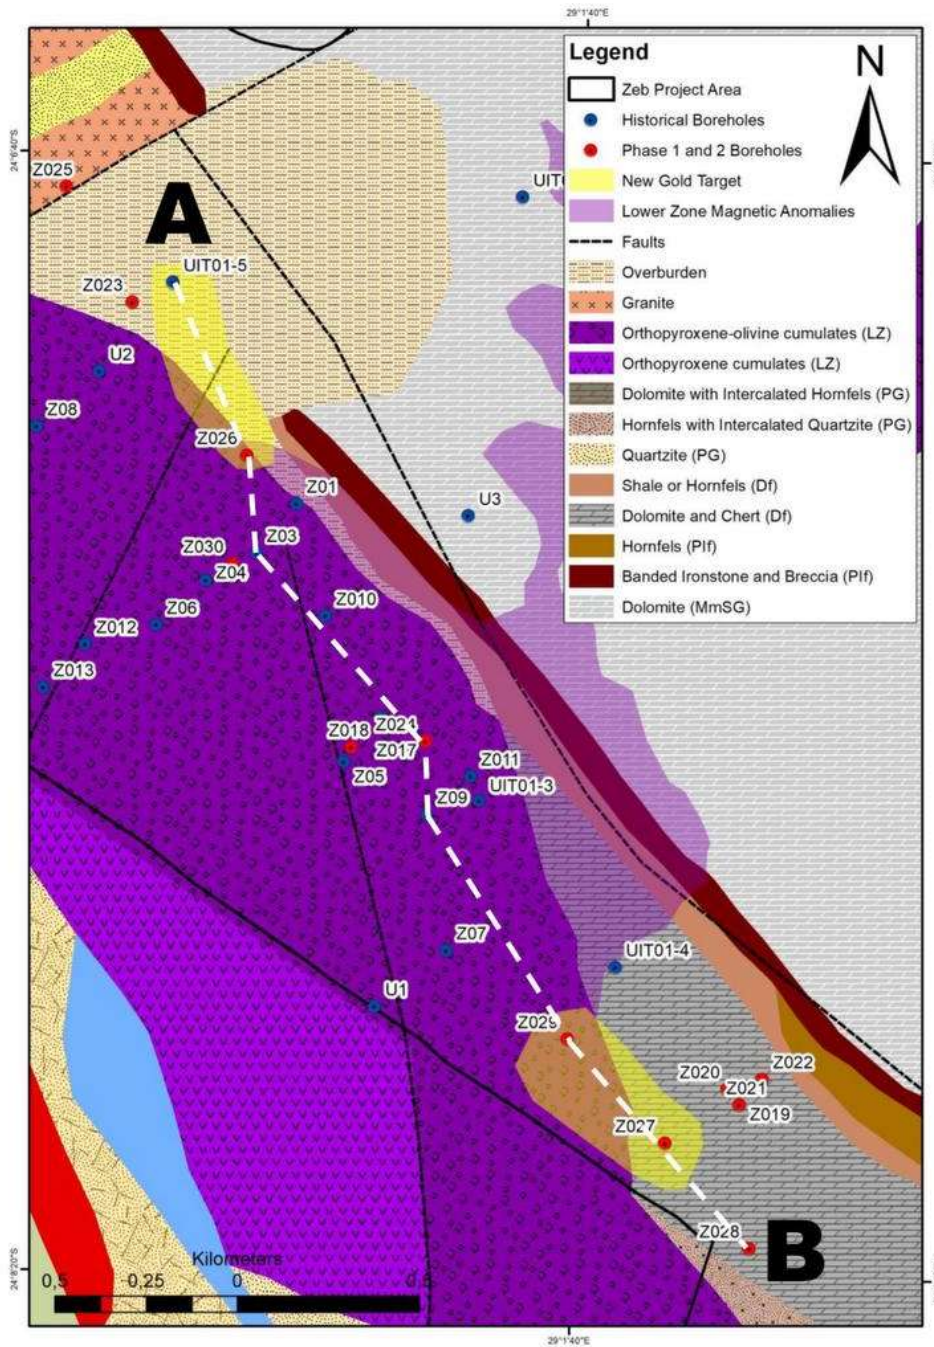 29°1'40"E
Legend
N
Zeb Project Area
Historical Boreholes
Phase 1 and 2 Boreholes
New Gold Target
Lower Zone Magnetic Anomalies
Faults
Overburden
Granite
Orthopyroxene-olivine cumulates (LZ)
Orthopyroxene cumulates (LZ)
Dolomite with Intercalated Hornfels (PG)
Hornfels with Intercalated Quartzite (PG)
Quartzite (PG)
Shale or Hornfels (Df)
Dolomite and Chert (Df)
Hornfels (PIf)
Banded Ironstone and Breccia (PIf)
Dolomite (MmSG)
24°6'40"S
Z025
UIT0
A
UIT01-5
Z023
U2
Z08
Z026
Z01
U3
Z03
Z030
Z04
Z010
Z06
Z012
Z013
Z024
Z018
Z017
Z011
Z05
UIT01-3
Z09
Z07
UIT01-4
U1
Z029
Z022
Z020
Z021
Z019
Z027
Z028
B
Kilometers
0,5 0,25 0
24°8'20"S
29°1'40"E